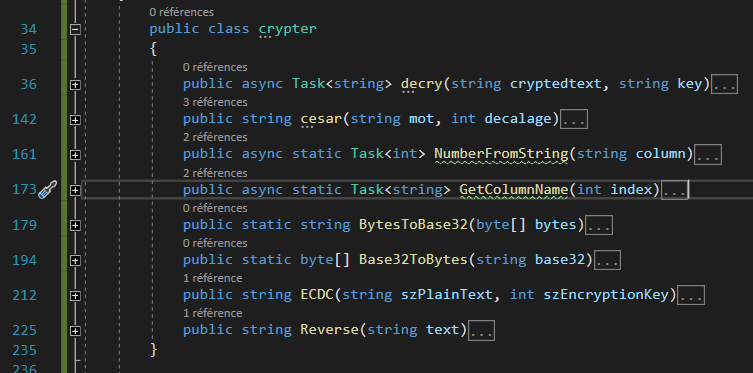 0 références
34 public class crypter
35 {
0 références
36 public async Task<string> decry(string cryptedtext, string key)...
3 références
142 public string cesar(string mot, int decalage)...
2 références
161 public async static Task<int> NumberFromString(string column)...
2 références
173 public async static Task<string> GetColumnName(int index)...
0 références
179 public static string BytesToBase32(byte[] bytes)...
0 références
194 public static byte[] Base32ToBytes(string base32)...
1 référence
212 public string ECDC(string szPlainText, int szEncryptionKey)...
1 référence
225 public string Reverse(string text)...
235 }
236